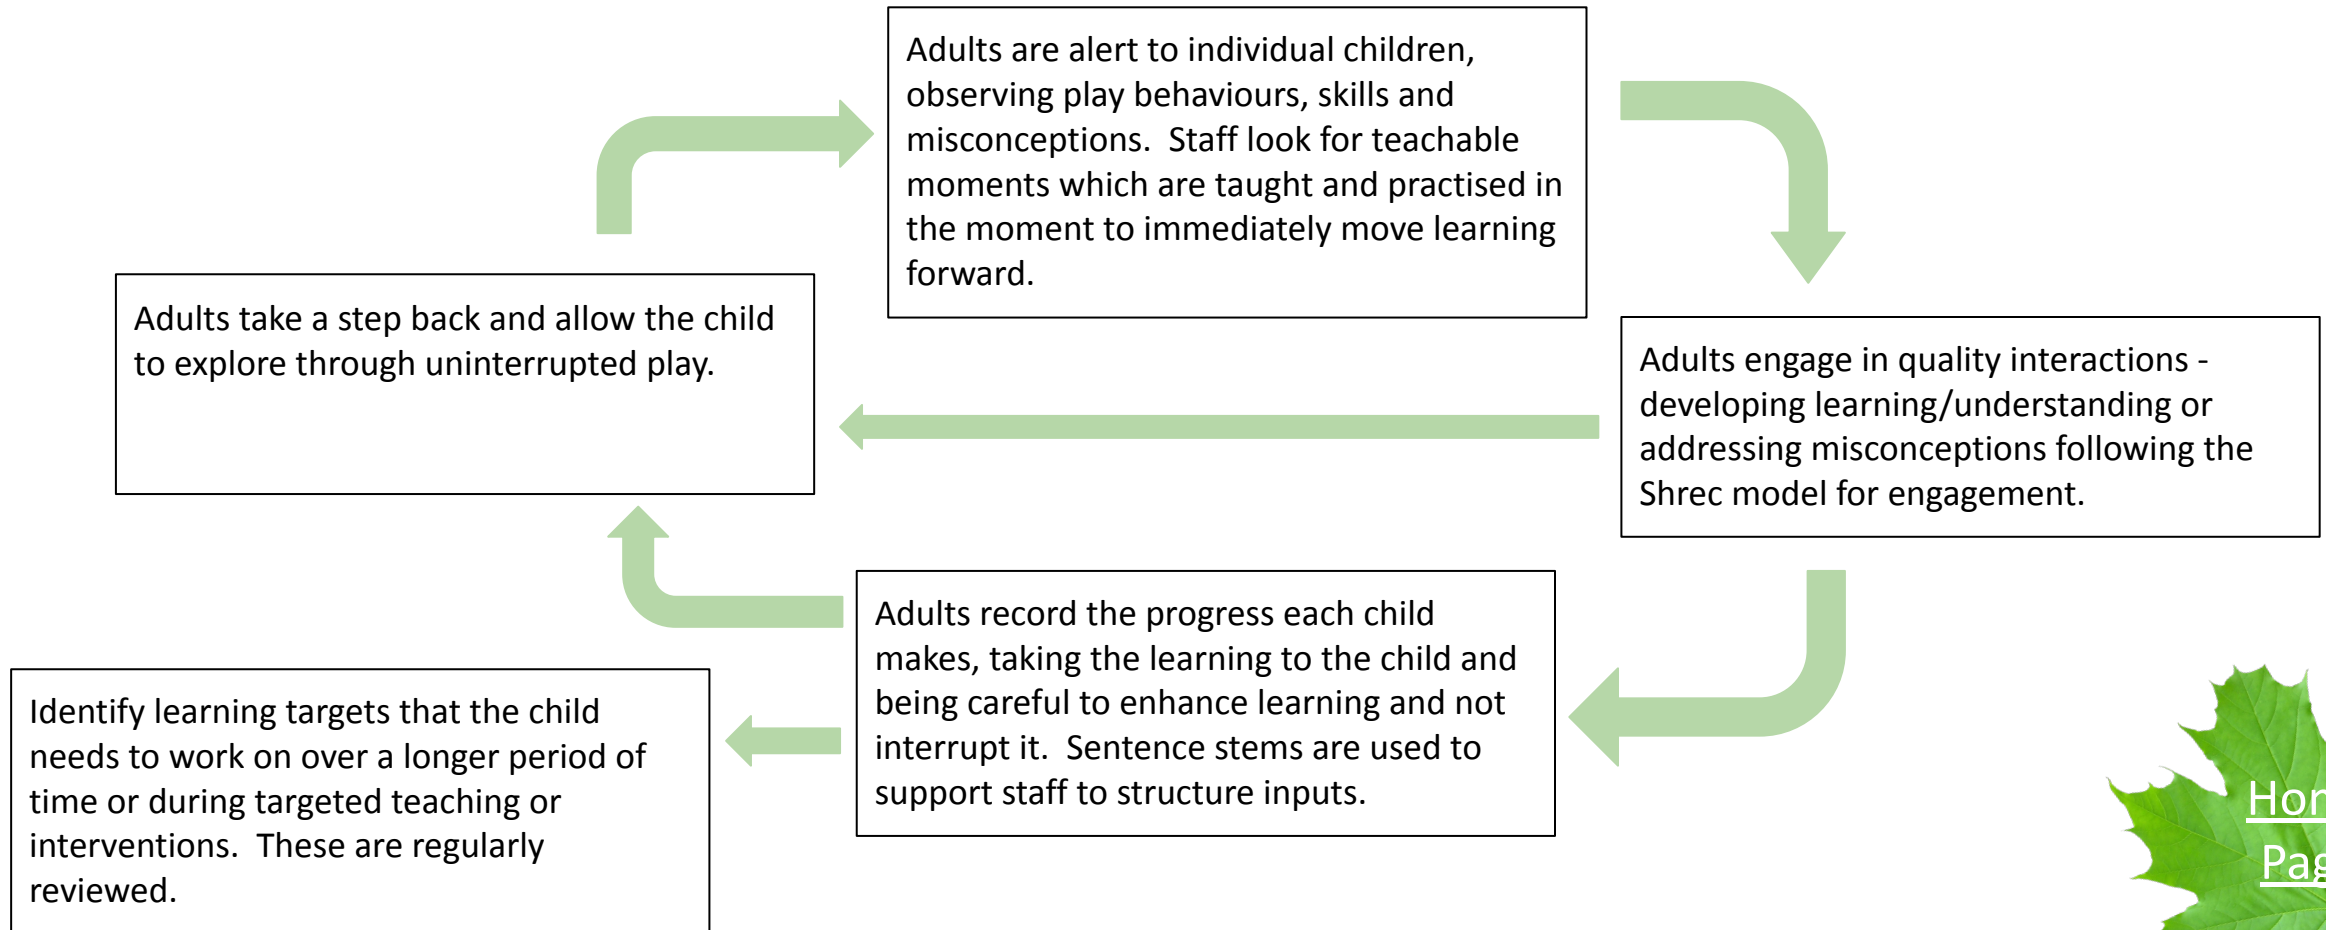 Adults are alert to individual children,
observing play behaviours, skills and
misconceptions.  Staff look for teachable
moments which are taught and practised in
the moment to immediately move learning
forward.
Adults take a step back and allow the child
to explore through uninterrupted play.
Adults engage in quality interactions -
developing learning/understanding or
addressing misconceptions following the
Shrec model for engagement.
Adults record the progress each child
makes, taking the learning to the child and
being careful to enhance learning and not
interrupt it.  Sentence stems are used to
support staff to structure inputs.
Identify learning targets that the child
needs to work on over a longer period of
time or during targeted teaching or
interventions.  These are regularly
reviewed.